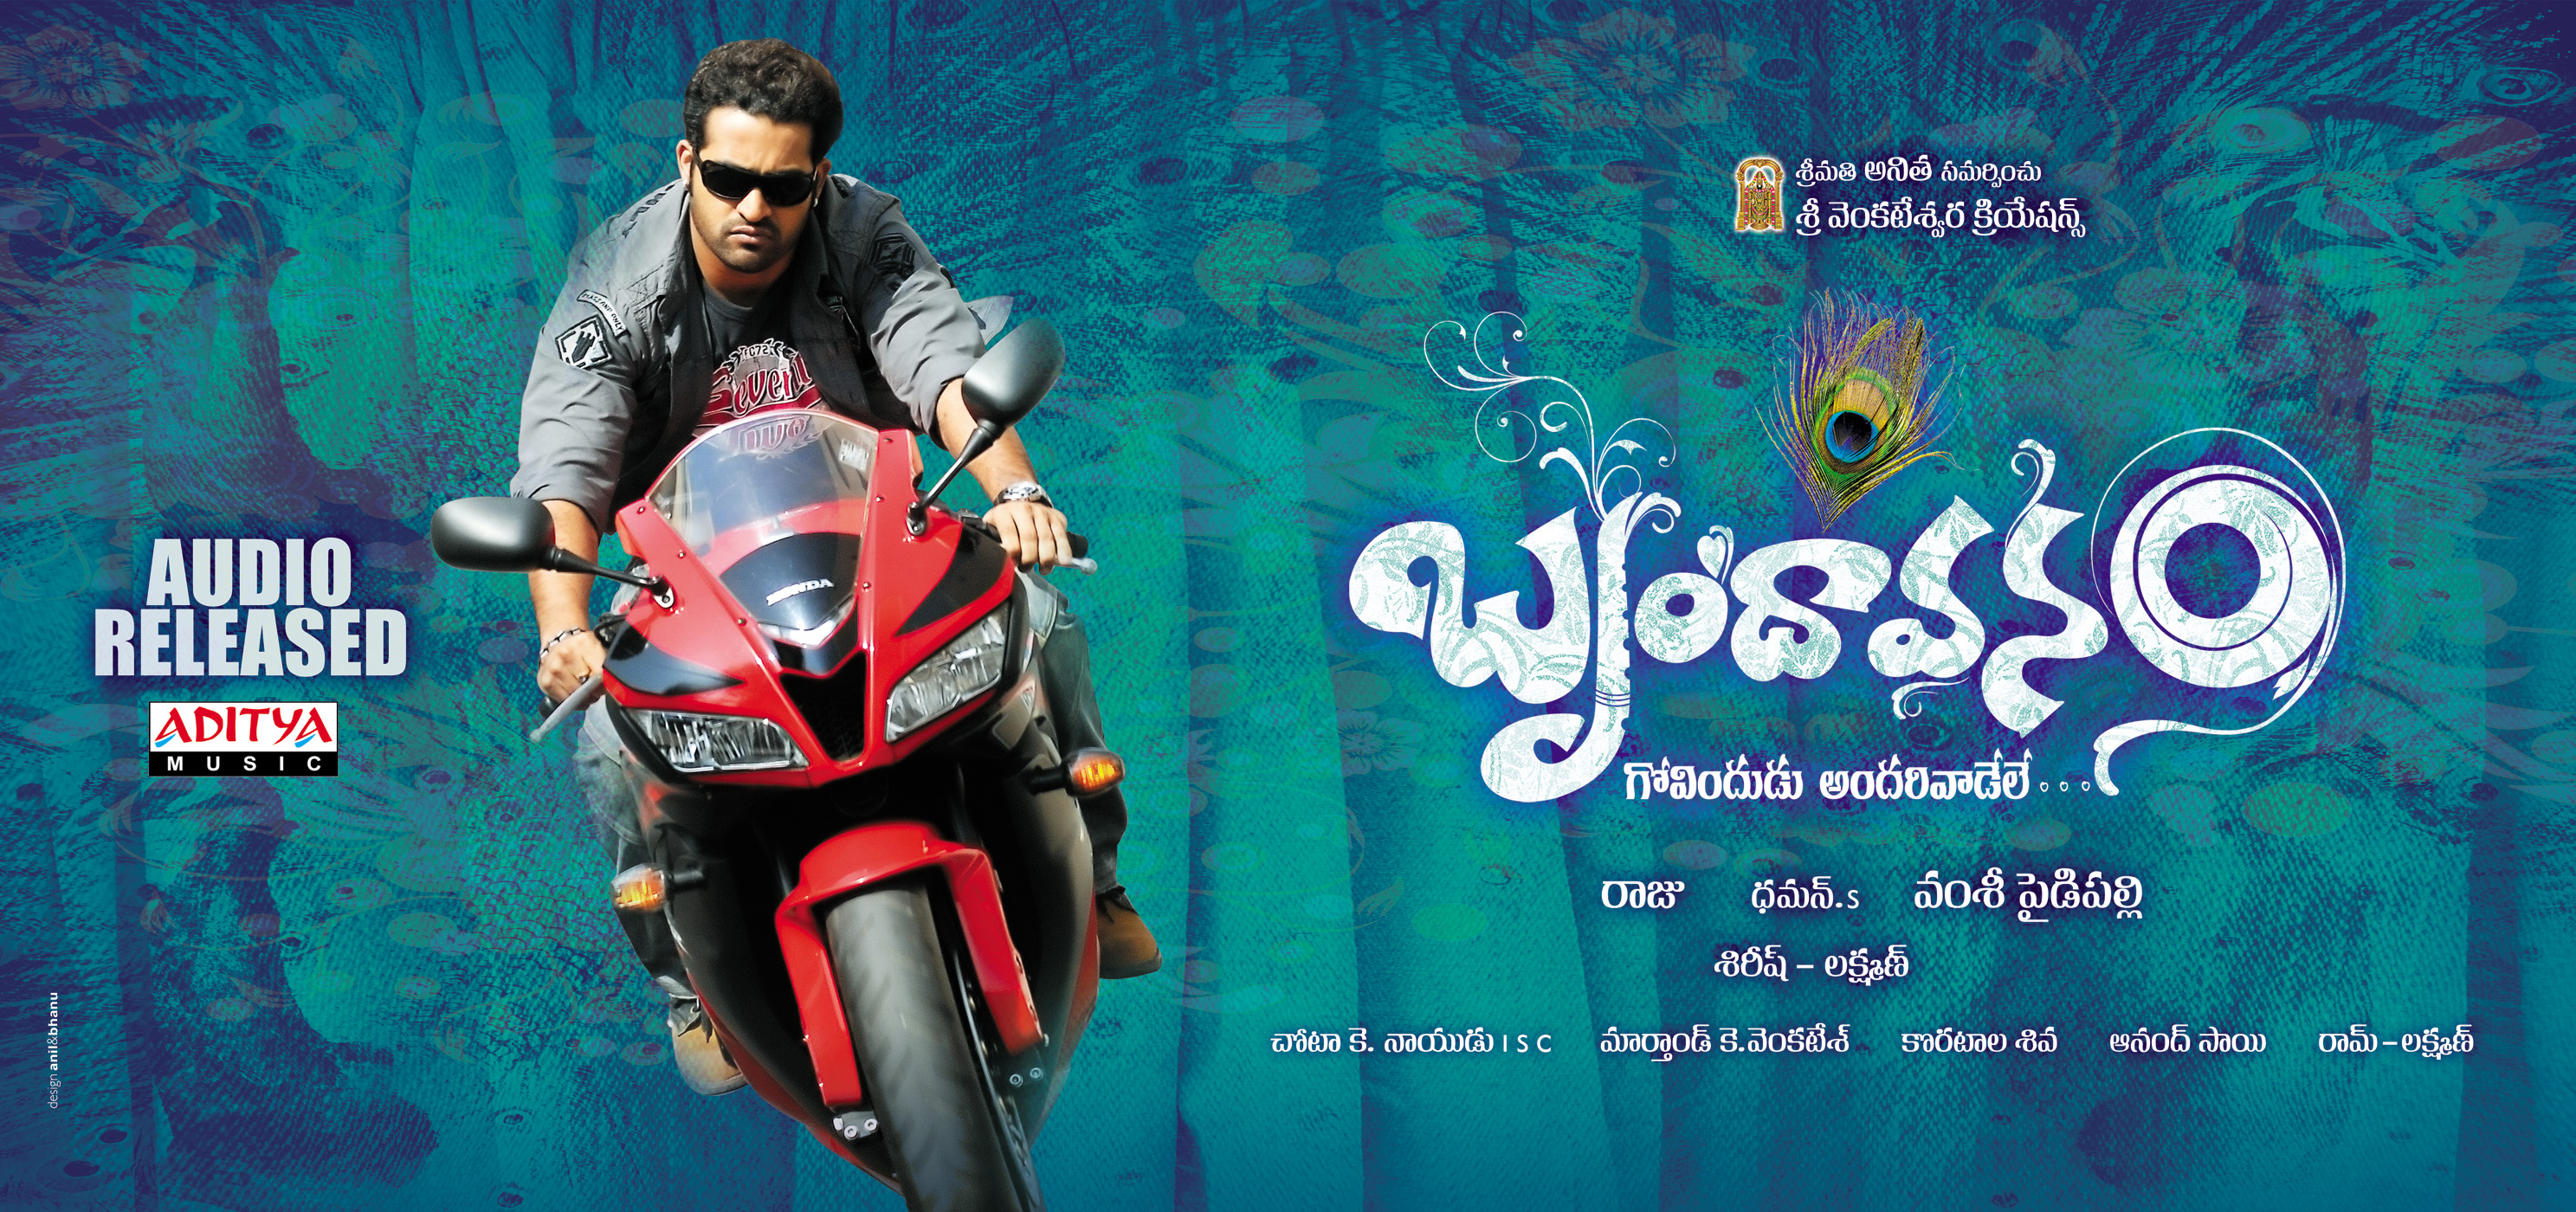 శ్రీమతి అనిత సమర్పించు
శ్రీ వెంకటేశ్వర క్రియేషన్స్
బృందావనం
గోవిందుడు అందరివాడేలే...
రాజు ధమన్.s వంశీ పైడిపల్లి
శిరీష్ - లక్ష్మణ్
చోటా కె. నాయుడు I S C మార్తాండ్ కె.వెంకటేశ్ కొరటాల శివ ఆనంద్ సాయి రామ్-లక్ష్మణ్
AUDIO
RELEASED
ADITYA
MUSIC
design anil&bhanu
HONDA
Seven